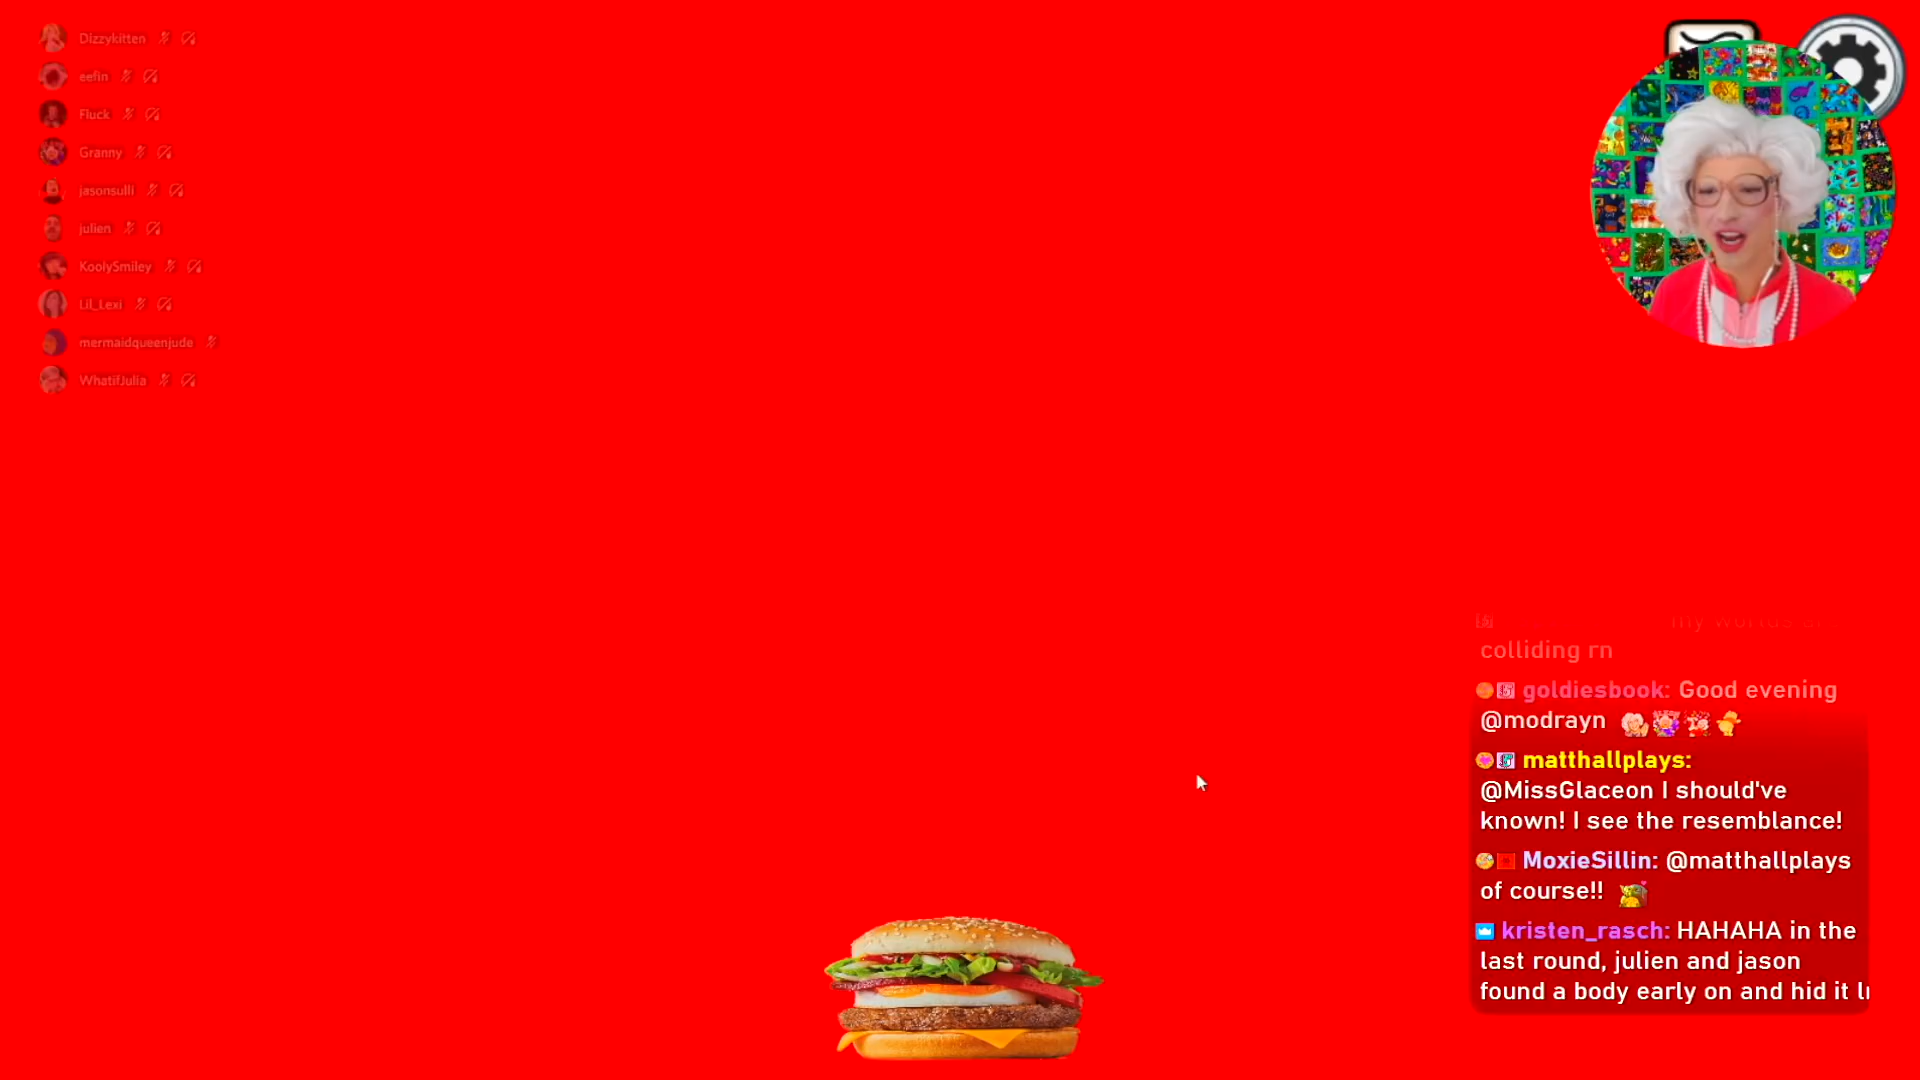 Dizzykitten
eefin
Fluck
Granny
jasonsulli
julien
KoolySmiley
Lil_Lexi
mermaidqueenjude
WhatifJulia
my worlds
colliding rn
goldiesbook: Good evening
@modrayn
matthallplays:
@MissGlaceon I should've
known! I see the resemblance!
MoxieSillin: @matthallplays
of course!!
kristen_rasch: HAHAHA in the
last round, julien and jason
found a body early on and hid it